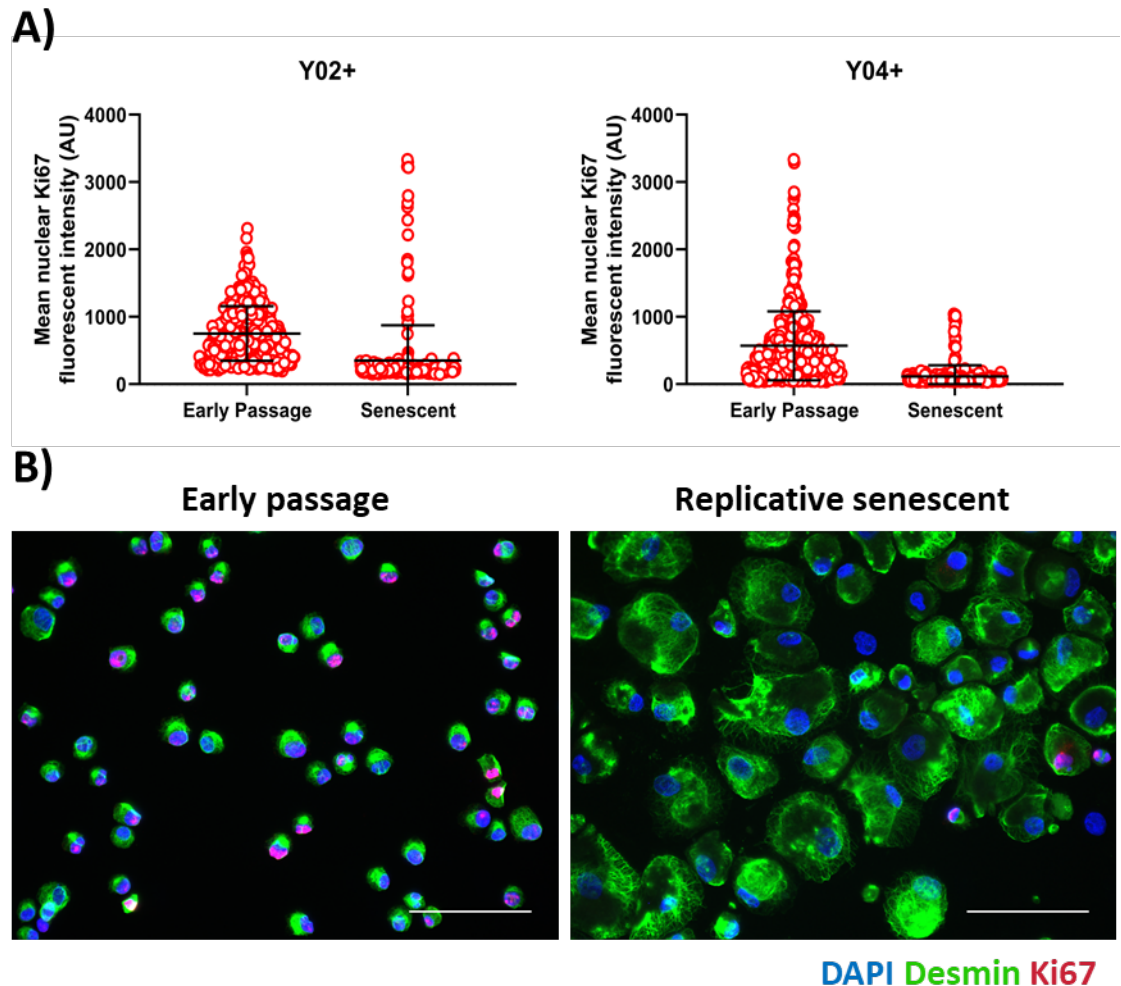 A)
Y02+
Mean nuclear Ki67
fluorescent intensity (AU)
4000
3000
2000
1000
0
Early Passage
Senescent
Y04+
Mean nuclear Ki67
fluorescent intensity (AU)
4000
3000
2000
1000
0
Early Passage
Senescent
B)
Early passage
Replicative senescent
DAPI Desmin Ki67